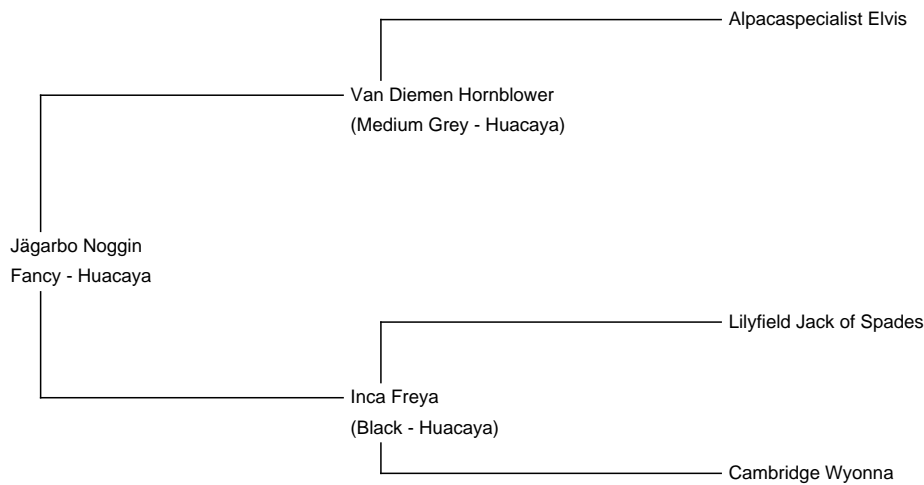 Alpacaspecialist Elvis
Van Diemen Hornblower
(Medium Grey - Huacaya)
Jägarbo Noggin
Fancy - Huacaya
Lilyfield Jack of Spades
Inca Freya
(Black - Huacaya)
Cambridge Wyonna